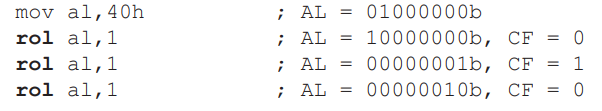 mov al,40h ; AL = 01000000b
rol al,1 ; AL = 10000000b, CF = 0
rol al,1 ; AL = 00000001b, CF = 1
rol al,1 ; AL = 00000010b, CF = 0